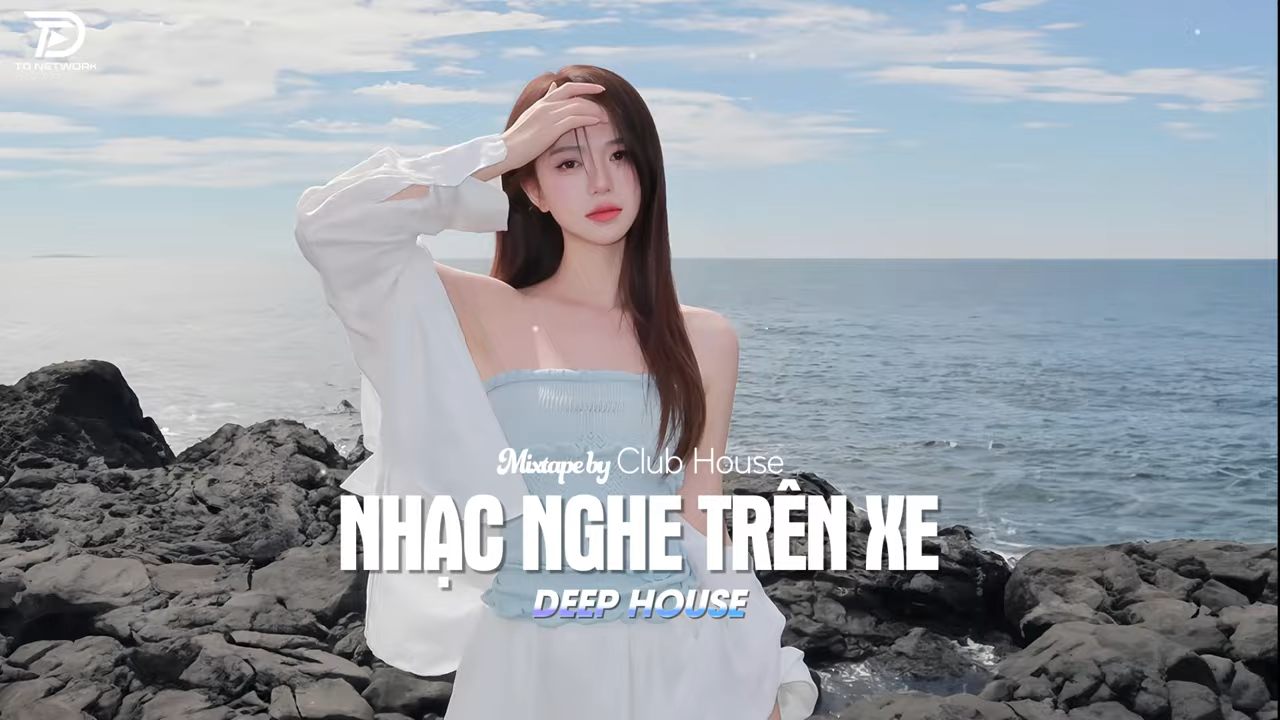 TD NETWORK
Mixtape by Club House
NHẠC NGHE TRÊN XE
DEEP HOUSE